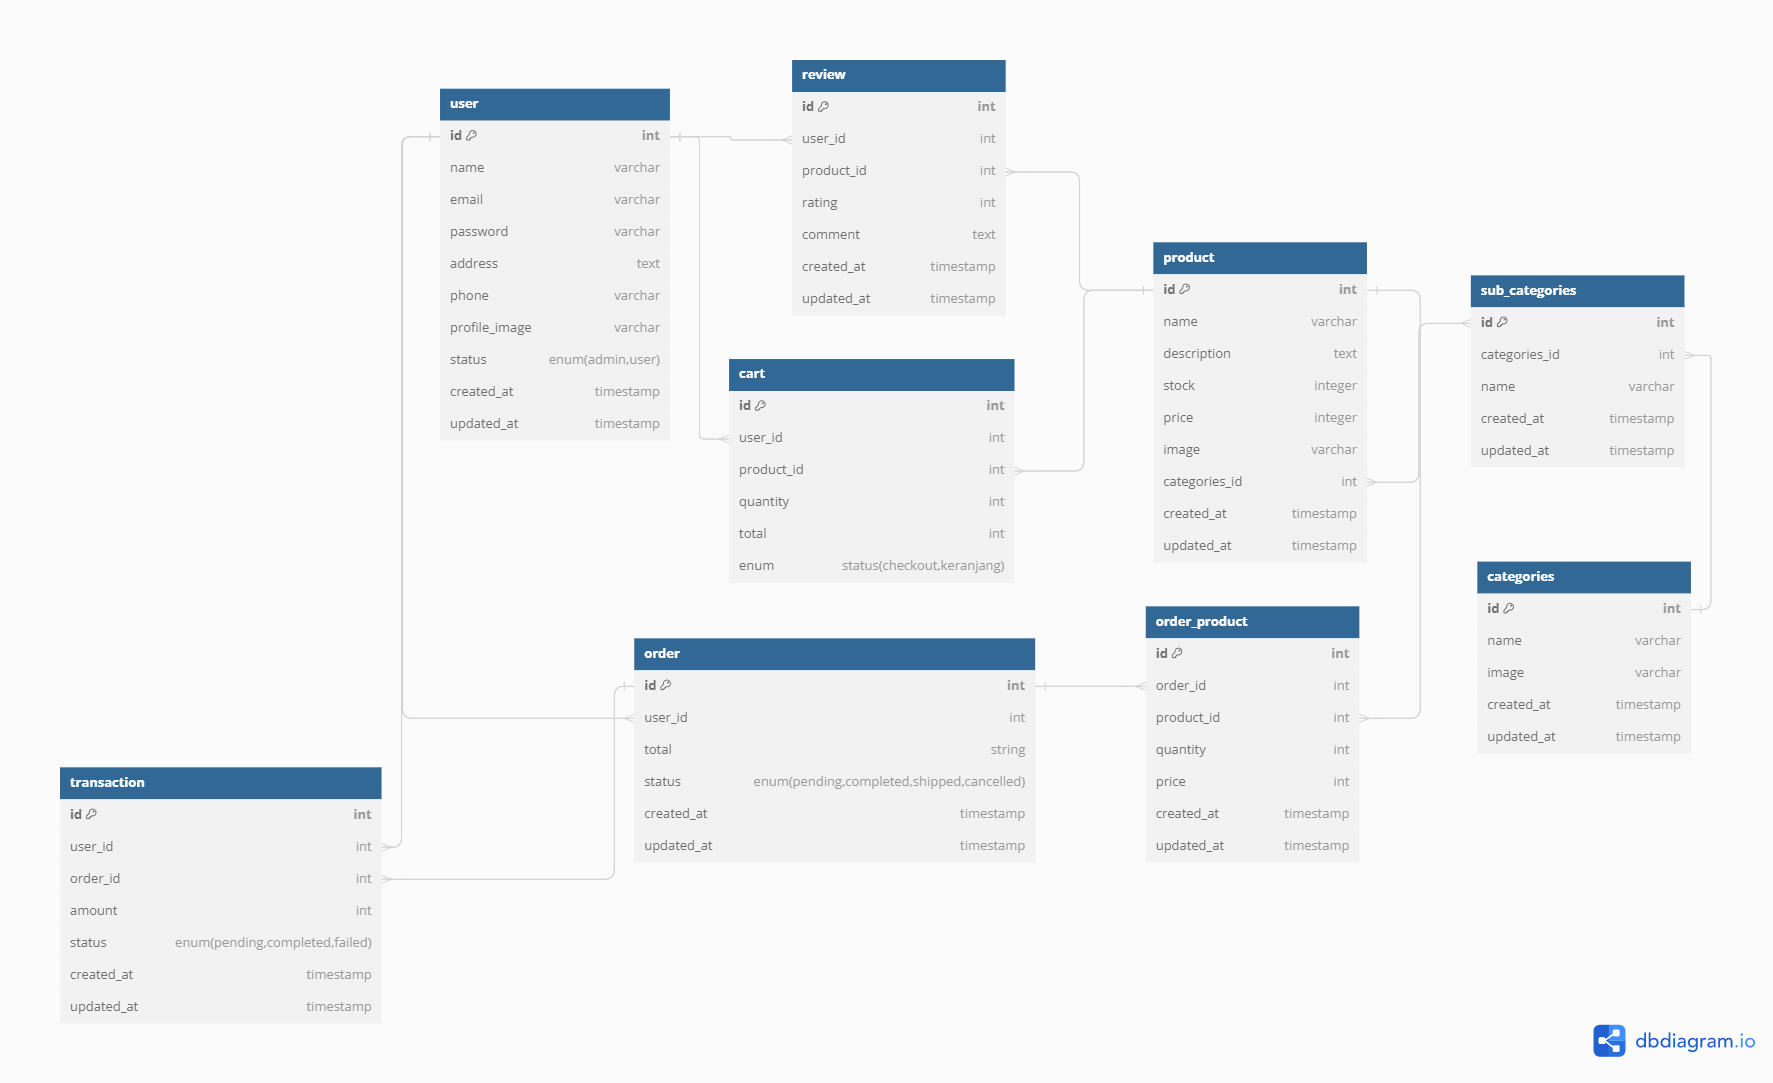 user
id int
name varchar
email varchar
password varchar
address text
phone varchar
profile_image varchar
status enum(admin,user)
created_at timestamp
updated_at timestamp
review
id int
user_id int
product_id int
rating int
comment text
created_at timestamp
updated_at timestamp
cart
id int
user_id int
product_id int
quantity int
total int
enum status(checkout,keranjang)
product
id int
name varchar
description text
stock integer
price integer
image varchar
categories_id int
created_at timestamp
updated_at timestamp
sub_categories
id int
categories_id int
name varchar
created_at timestamp
updated_at timestamp
categories
id int
name varchar
image varchar
created_at timestamp
updated_at timestamp
order_product
id int
order_id int
product_id int
quantity int
price int
created_at timestamp
updated_at timestamp
order
id int
user_id int
total string
status enum(pending,completed,shipped,cancelled)
created_at timestamp
updated_at timestamp
transaction
id int
user_id int
order_id int
amount int
status enum(pending,completed,failed)
created_at timestamp
updated_at timestamp
dbdiagram.io